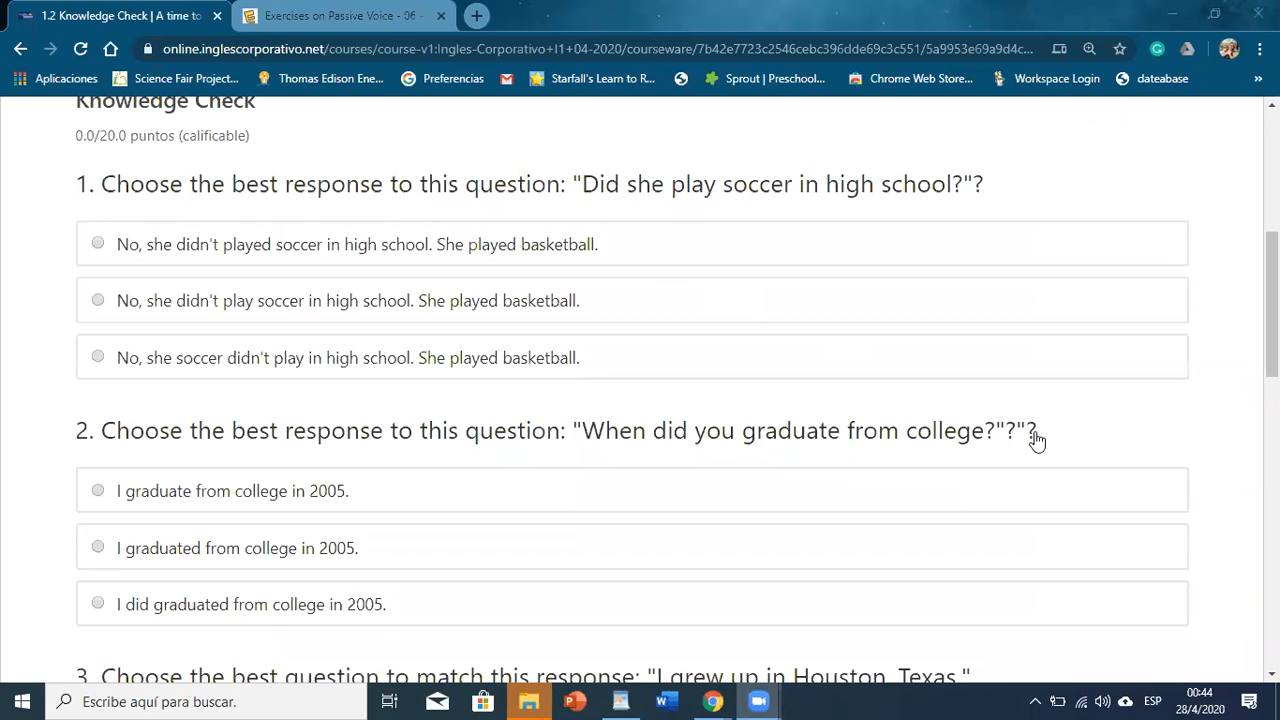 1.2 Knowledge Check | A time to
Exercises on Passive Voice - 06 -
online.inglescorporativo.net/courses/course-v1:Ingles-Corporativo+I1+04-2020/courseware/7b42e7723c2546cebc396dde69c3c551/5a9953e69a9d4c...
Aplicaciones
Science Fair Project...
Thomas Edison Ene...
Preferencias
Starfall's Learn to R...
Sprout | Preschool...
Chrome Web Store...
Workspace Login
dateabase
»
Knowledge Check
0.0/20.0 puntos (calificable)
1. Choose the best response to this question: "Did she play soccer in high school?"?
No, she didn't played soccer in high school. She played basketball.
No, she didn't play soccer in high school. She played basketball.
No, she soccer didn't play in high school. She played basketball.
2. Choose the best response to this question: "When did you graduate from college?"?"?
I graduate from college in 2005.
I graduated from college in 2005.
I did graduated from college in 2005.
3. Choose the best question to match this response: "I grew up in Houston, Texas."
Escribe aquí para buscar.
ESP
00:44
28/4/2020